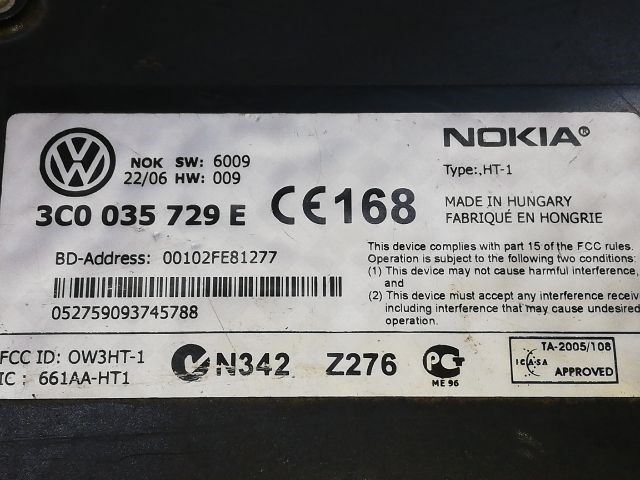 NOK SW: 6009
22/06 HW: 009
3C0 035 729 E
CE168
NOKIA®
Type:.HT-1
MADE IN HUNGARY
FABRIQUÉ EN HONGRIE
BD-Address: 00102FE81277
052759093745788
This device complies with part 15 of the FCC rules.
Operation is subject to the following two conditions:
(1) This device may not cause harmful interference,
and
(2) This device must accept any interference receive
including interference that may cause undesired
operation.
FCC ID: OW3HT-1
IC : 661AA-HT1
N342
Z276
PCT
ME 96
ICASA
TA-2005/108
APPROVED